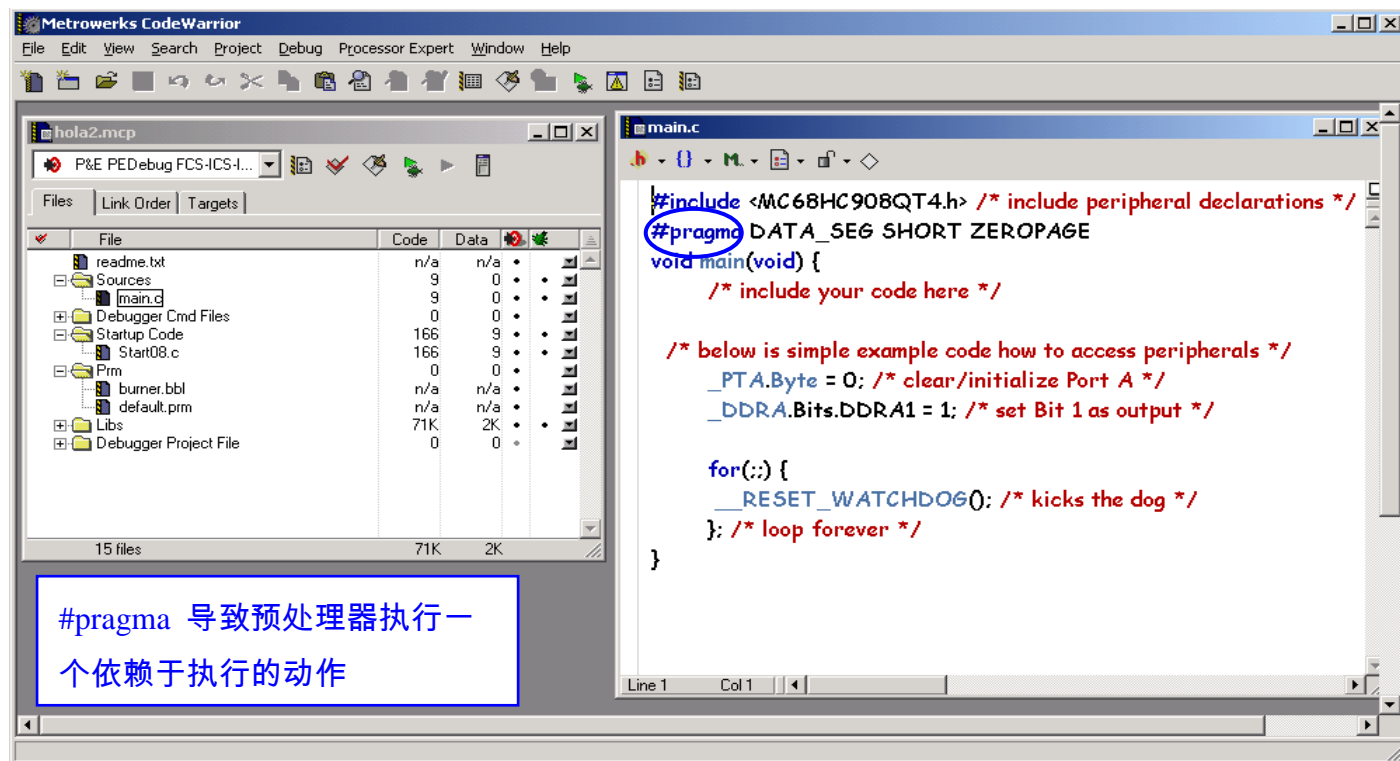 Metrowerks CodeWarrior
File Edit View Search Project Debug Processor Expert Window Help
hola2.mcp
P&E PEDebug FCS-ICS-I...
Files Link Order Targets
File Code Data
readme.txt n/a n/a
Sources 9 0
main.c 9 0
Debugger Cmd Files 0 0
Startup Code 166 9
Start08.c 166 9
Prm 0 0
burner.bbl n/a n/a
default.prm n/a n/a
Libs 71K 2K
Debugger Project File 0 0
15 files 71K 2K
#pragma 导致预处理器执行一
个依赖于执行的动作
main.c
.h {} M.
#include <MC68HC908QT4.h> /* include peripheral declarations */
#pragma DATA_SEG SHORT ZEROPAGE
void main(void) {
/* include your code here */
/* below is simple example code how to access peripherals */
_PTA.Byte = 0; /* clear/initialize Port A */
_DDRA.Bits.DDRA1 = 1; /* set Bit 1 as output */
for(;;) {
__RESET_WATCHDOG(); /* kicks the dog */
}; /* loop forever */
}
Line 1 Col 1